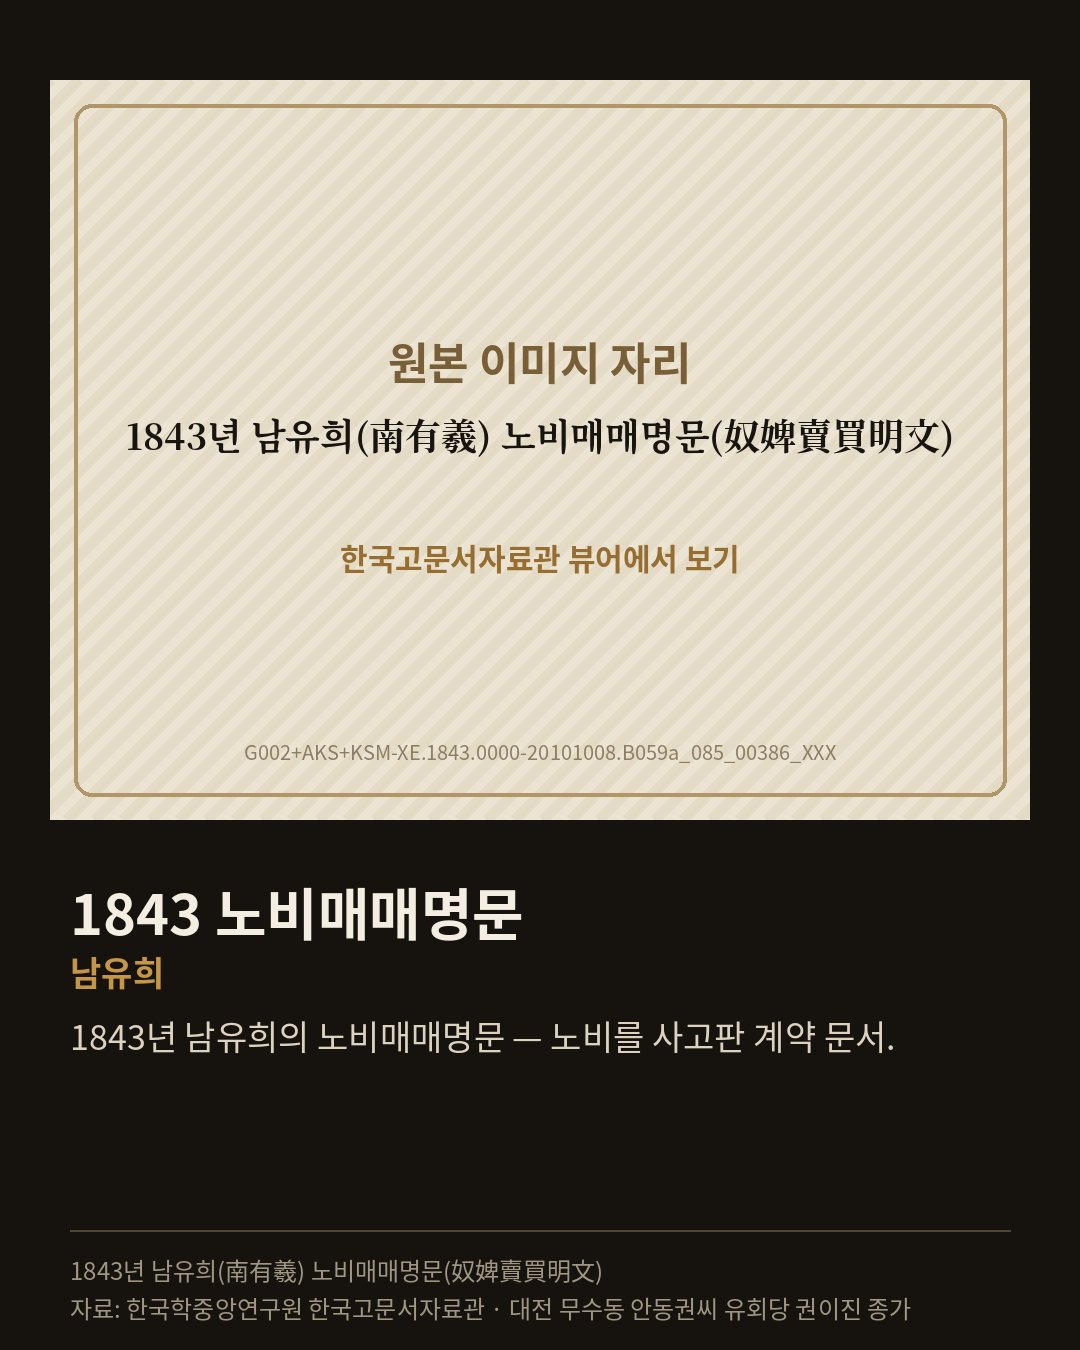 원본 이미지 자리
1843년 남유희(南有羲) 노비매매명문(奴婢賣買明文)
한국고문서자료관 뷰어에서 보기
G002+AKS+KSM-XE.1843.0000-20101008.B059a_085_00386_XXX
1843 노비매매명문
남유희
1843년 남유희의 노비매매명문 — 노비를 사고판 계약 문서.
1843년 남유희(南有羲) 노비매매명문(奴婢賣買明文)
자료: 한국학중앙연구원 한국고문서자료관 · 대전 무수동 안동권씨 유회당 권이진 종가